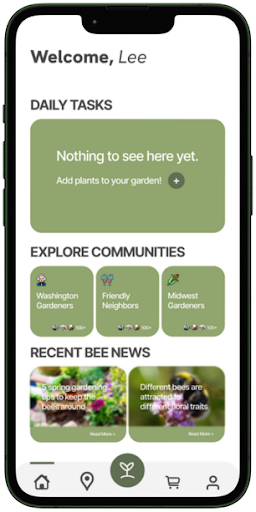 Welcome, Lee
DAILY TASKS
Nothing to see here yet.
Add plants to your garden! +
EXPLORE COMMUNITIES
Washington
Gardeners
100+
Friendly
Neighbors
100+
Midwest
Gardeners
100+
RECENT BEE NEWS
5 spring gardening
tips to keep the
bees around
Read More >
Different bees are
attracted to
different floral traits
Read More >